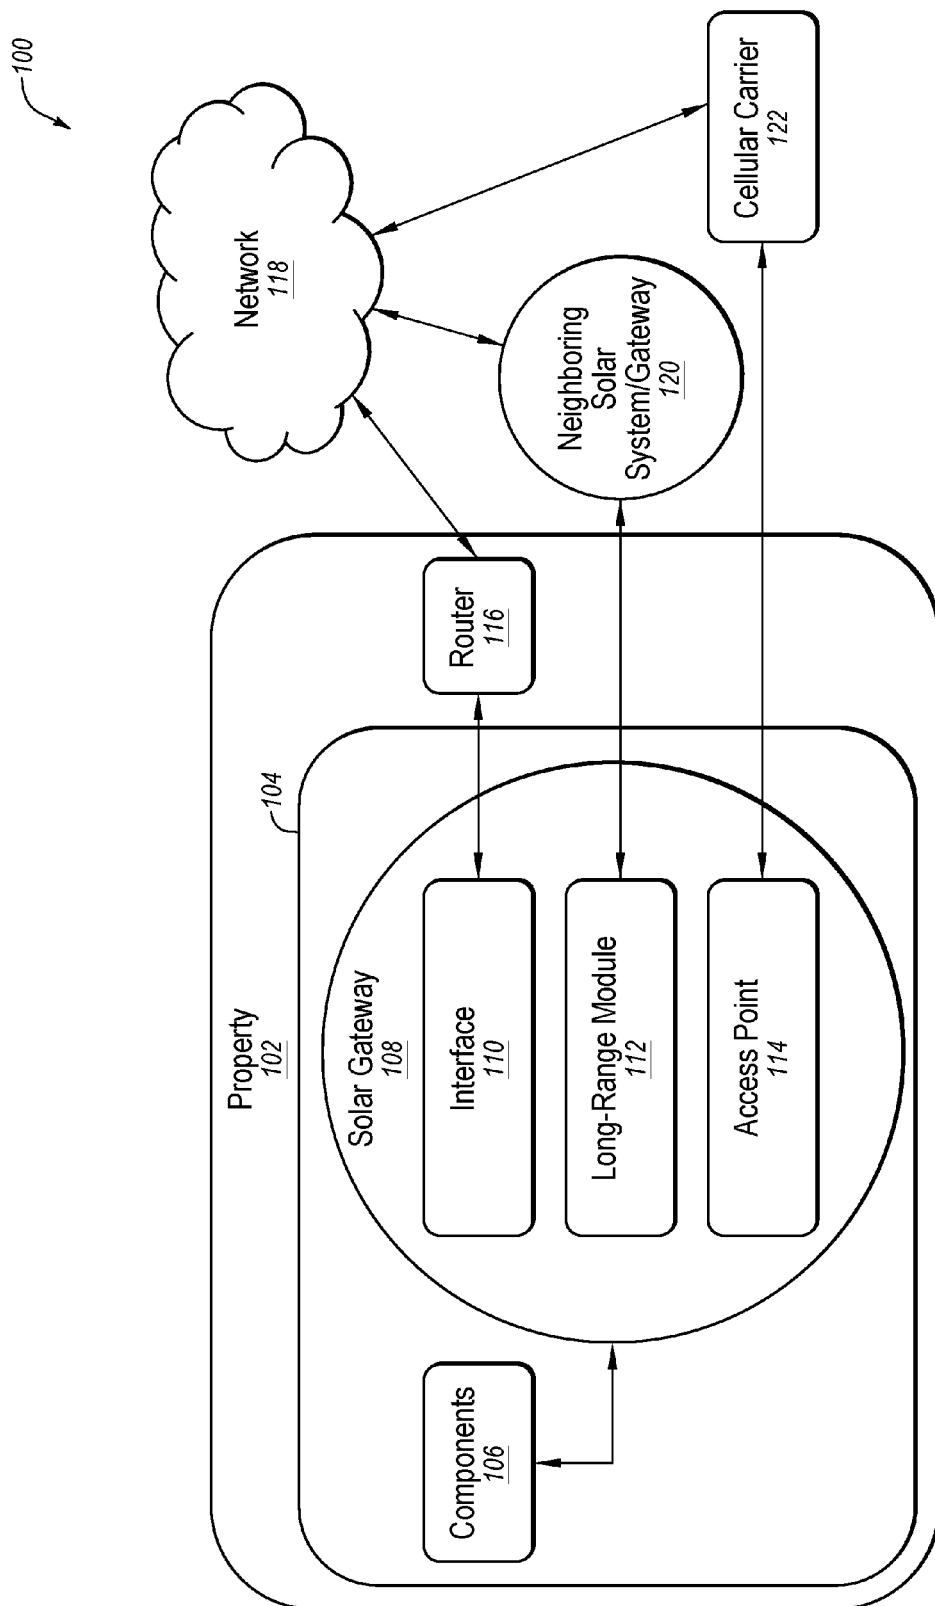 100
Property
102
104
Solar Gateway
108
Components
106
Interface
110
Long-Range Module
112
Access Point
114
Router
116
Network
118
Neighboring
Solar
System/Gateway
120
Cellular Carrier
122